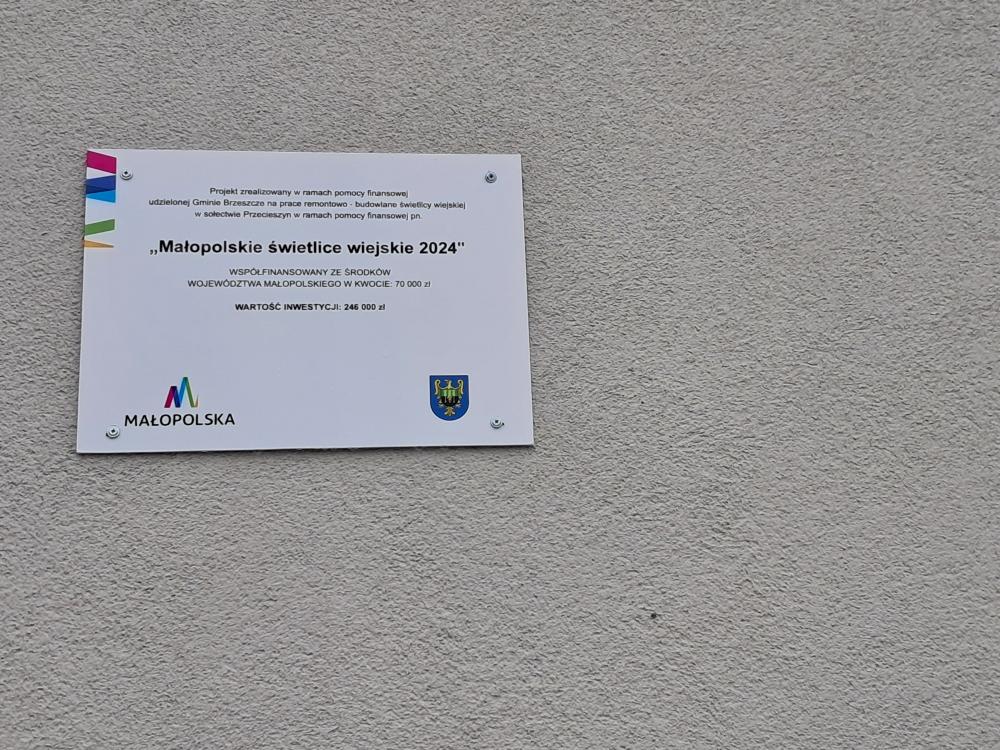 Projekt zrealizowany w ramach pomocy finansowej
udzielonej Gminie Brzeszcze na prace remontowo - budowlane świetlicy wiejskiej
w sołectwie Przecieszyn w ramach pomocy finansowej pn.
„Małopolskie świetlice wiejskie 2024"
WSPÓŁFINANSOWANY ZE ŚRODKÓW
WOJEWÓDZTWA MAŁOPOLSKIEGO W KWOCIE: 70 000 zł
WARTOŚĆ INWESTYCJI: 246 000 zł
MAŁOPOLSKA